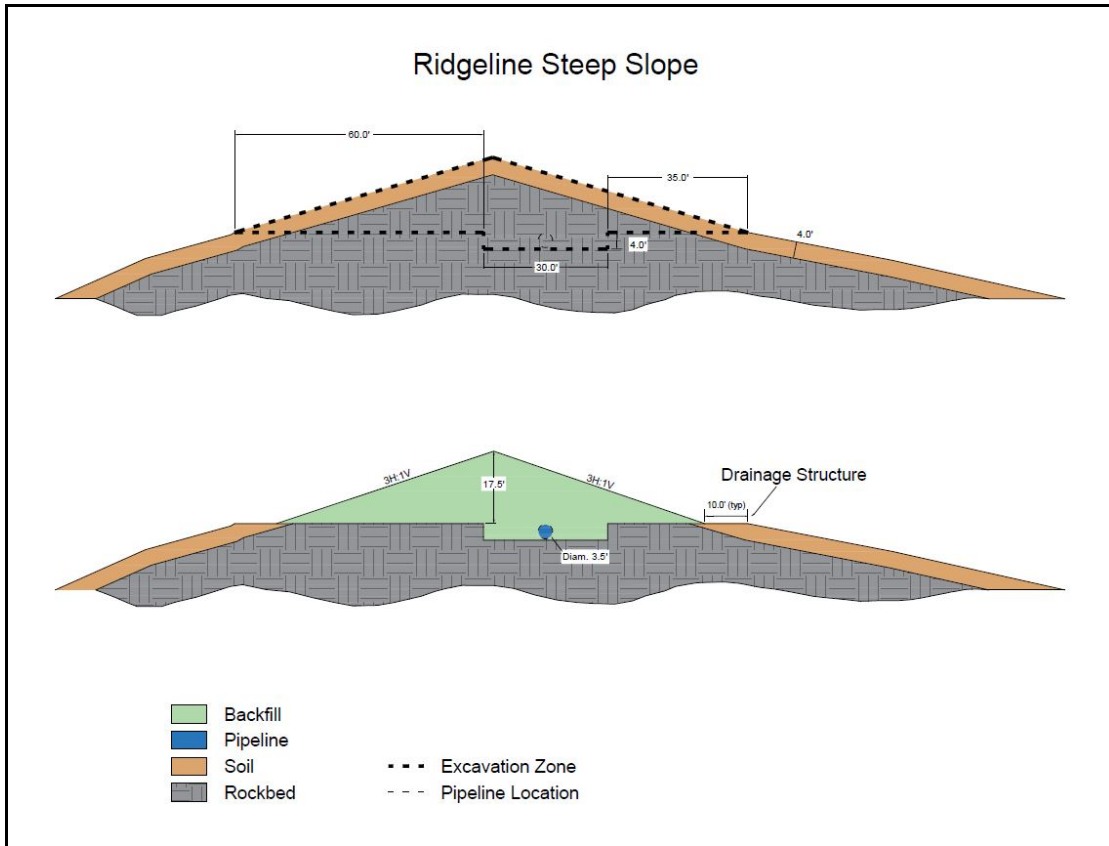 Ridgeline Steep Slope
60.0'
35.0'
4.0'
4.0'
30.0'
3H:1V
17.5'
3H:1V
Drainage Structure
10.0' (typ)
Diam. 3.5'
Backfill
Pipeline
Soil
Excavation Zone
Rockbed
Pipeline Location